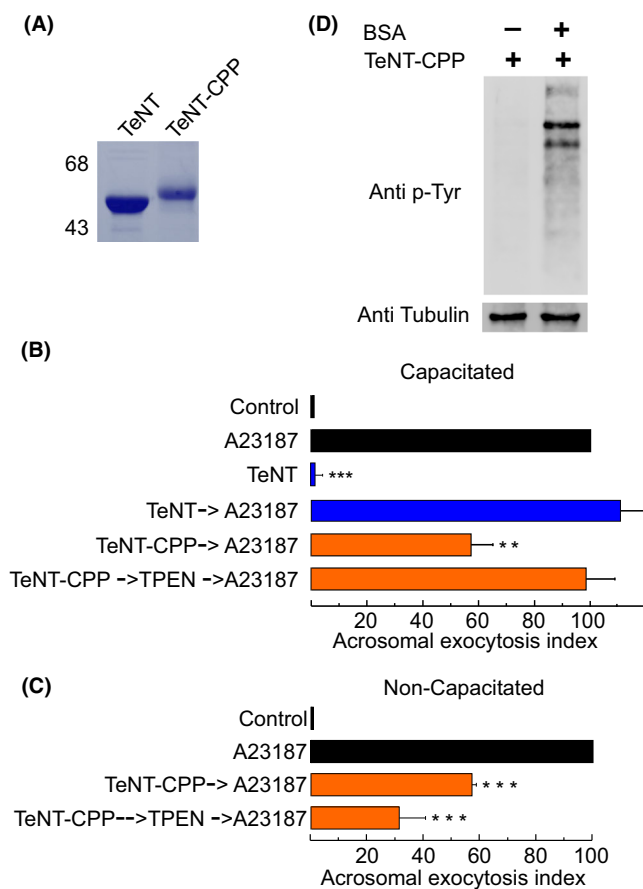 (A)
TeNT TeNT-CPP
68
43
(D)
BSA − +
TeNT-CPP + +
Anti p-Tyr
Anti Tubulin
(B)
Capacitated
Control
A23187
TeNT ***
TeNT-> A23187
TeNT-CPP-> A23187 **
TeNT-CPP ->TPEN ->A23187
20 40 60 80 100
Acrosomal exocytosis index
(C)
Non-Capacitated
Control
A23187
TeNT-CPP-> A23187 ***
TeNT-CPP-->TPEN ->A23187 ***
20 40 60 80 100
Acrosomal exocytosis index